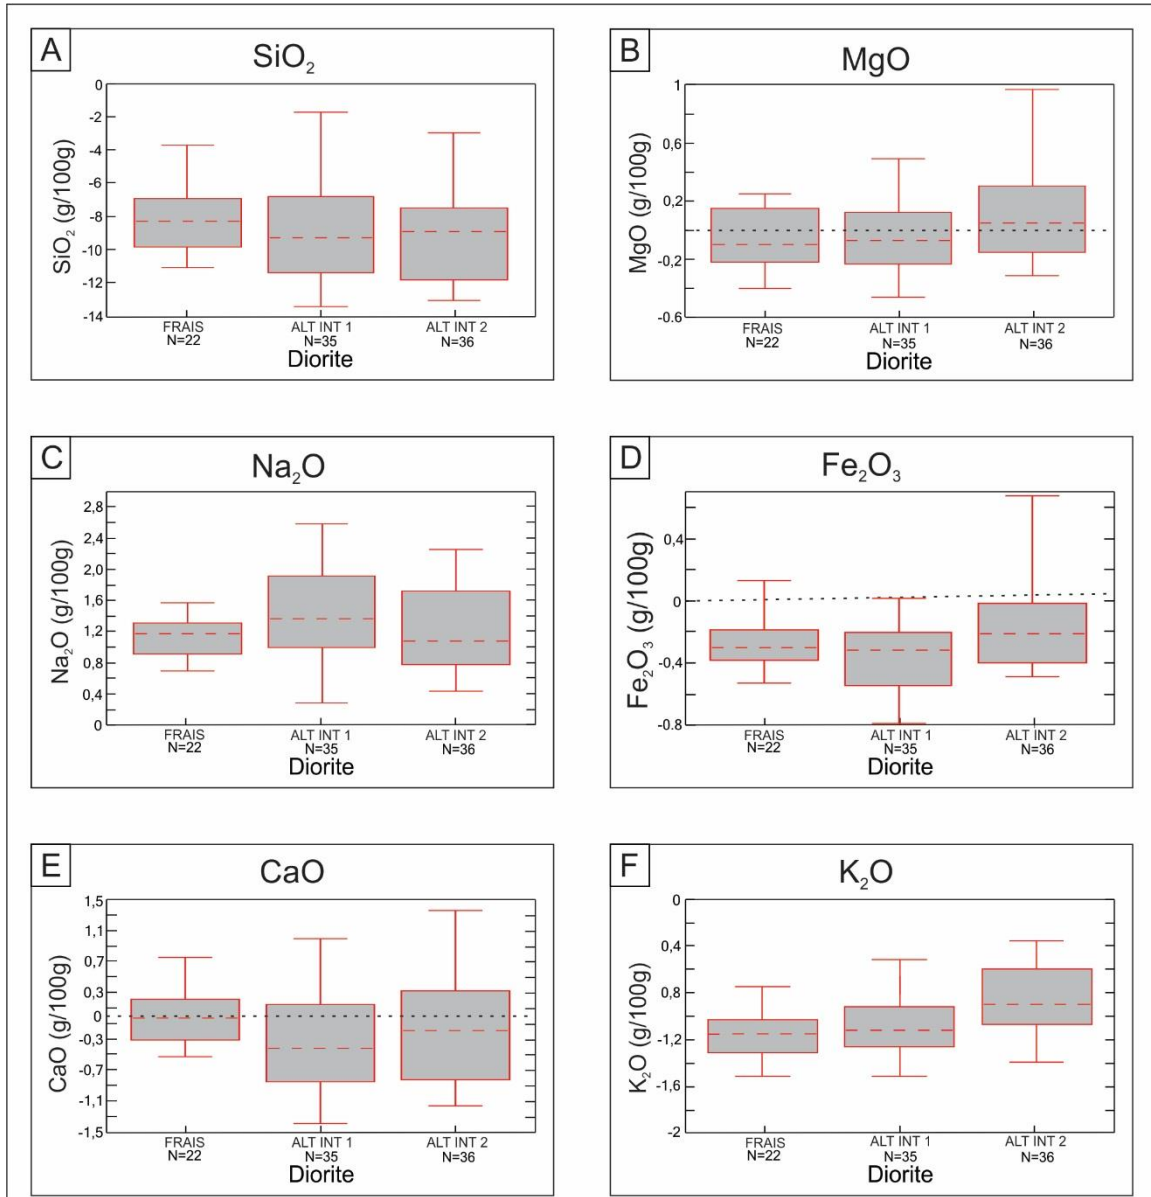 A
SiO₂
SiO₂ (g/100g)
0
-2
-4
-6
-8
-10
-12
-14
FRAIS ALT INT 1 ALT INT 2
N=22 N=35 N=36
Diorite
B
MgO
MgO (g/100g)
1
0,6
0,2
-0,2
-0.6
FRAIS ALT INT 1 ALT INT 2
N=22 N=35 N=36
Diorite
C
Na₂O
Na₂O (g/100g)
2,8
2,4
2,0
1,6
1,2
0,8
0,4
0
FRAIS ALT INT 1 ALT INT 2
N=22 N=35 N=36
Diorite
D
Fe₂O₃
Fe₂O₃ (g/100g)
0,4
0
-0,4
-0.8
FRAIS ALT INT 1 ALT INT 2
N=22 N=35 N=36
Diorite
E
CaO
CaO (g/100g)
1,5
1,1
0,7
0,3
0
-0,3
-0,7
-1,1
-1,5
FRAIS ALT INT 1 ALT INT 2
N=22 N=35 N=36
Diorite
F
K₂O
K₂O (g/100g)
0
0,4
0,8
-1,2
-1,6
-2
FRAIS ALT INT 1 ALT INT 2
N=22 N=35 N=36
Diorite